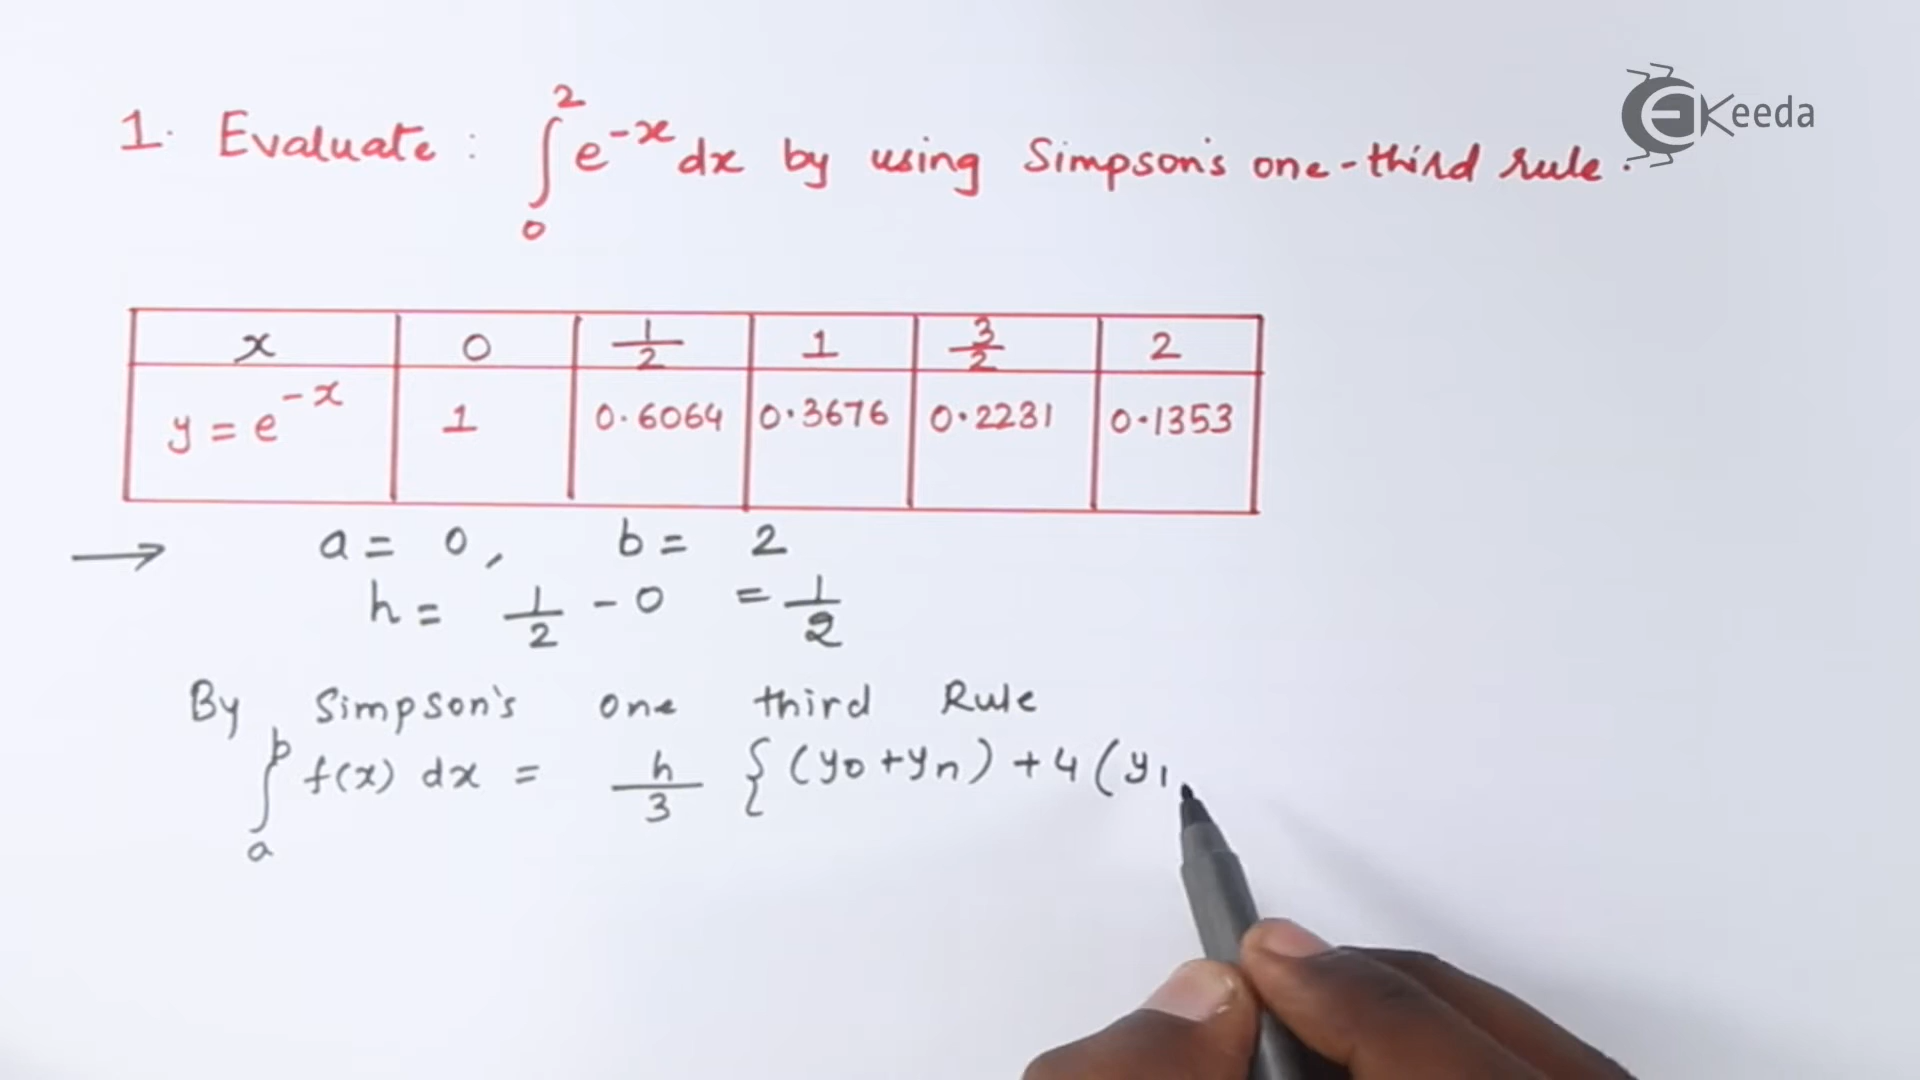 EKeeda
1. Evaluate : ∫₀² e^{-x} dx by using Simpson's one-third rule.
x 0 1/2 1 3/2 2
y = e^{-x} 1 0.6064 0.3676 0.2231 0.1353
→ a = 0, b = 2
h = 1/2 - 0 = 1/2
By Simpson's one third Rule
∫ₐᵇ f(x) dx = h/3 { (y₀ + yₙ) + 4 (y₁